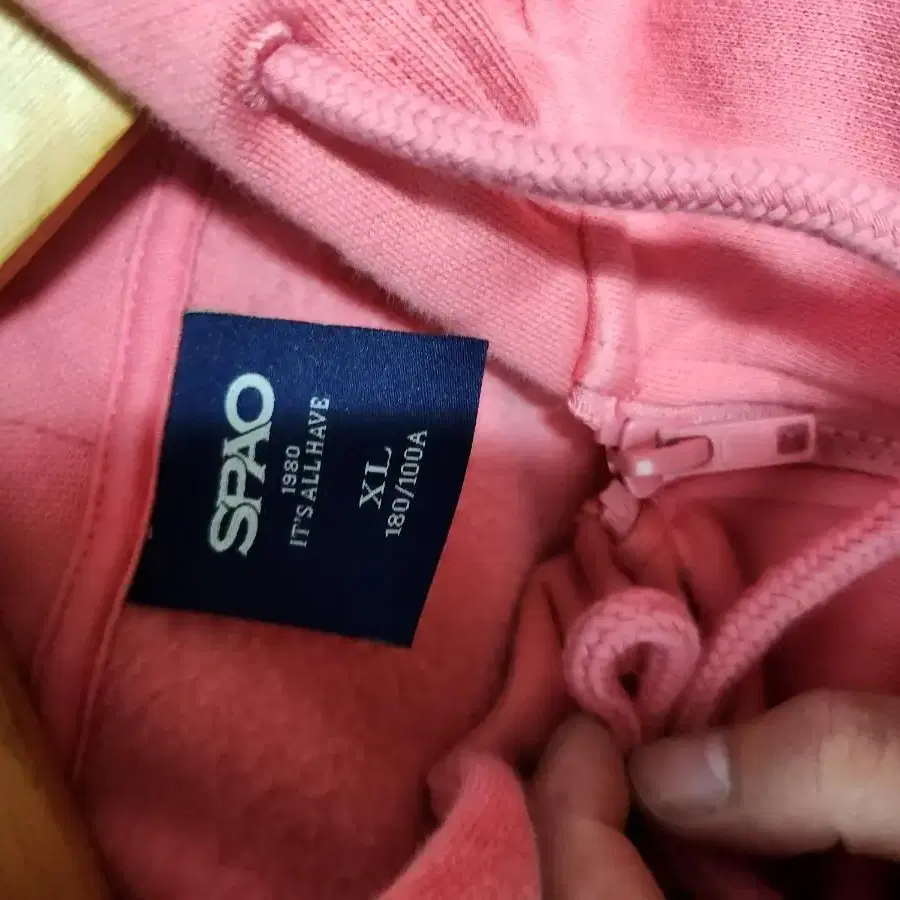 SPAO
1980
IT'S ALL HAVE
XL
180/100A